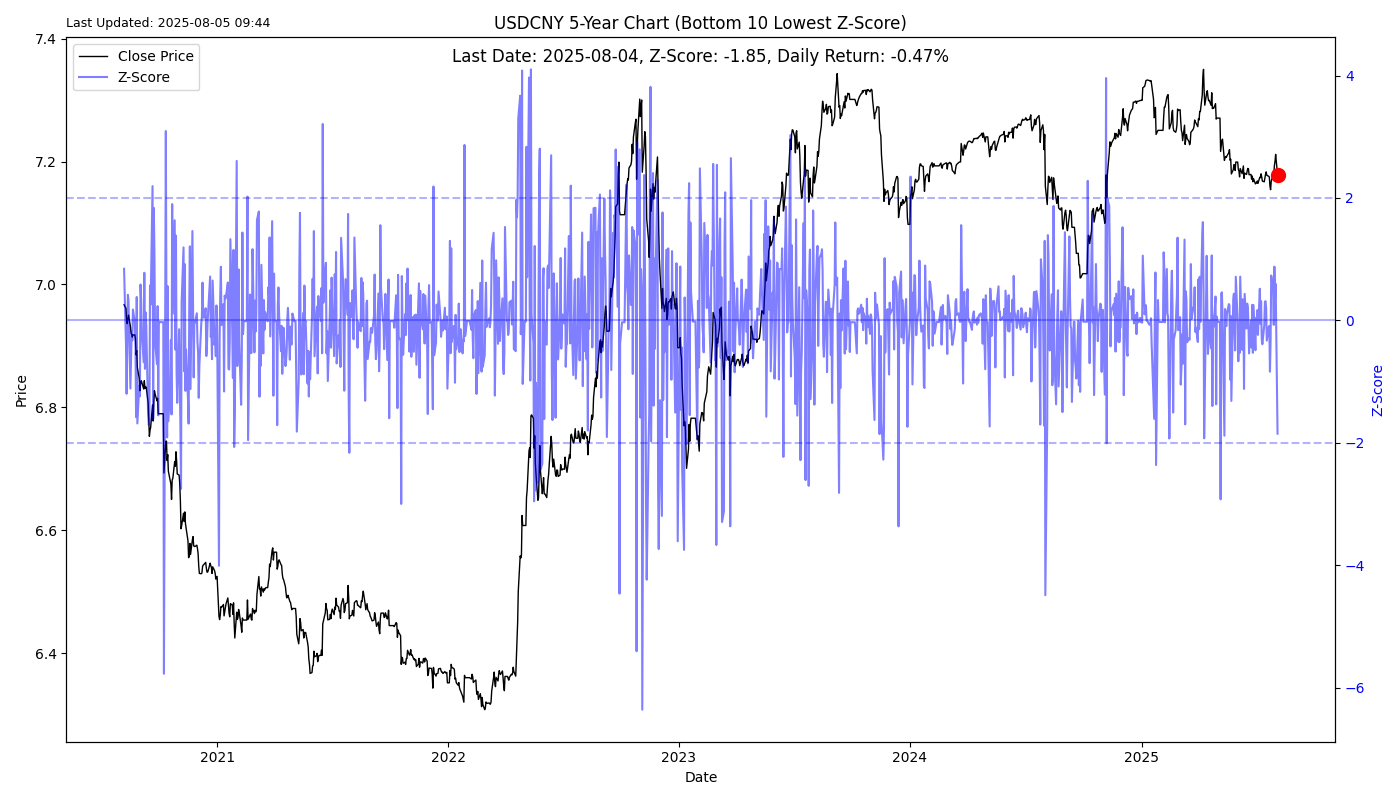 Last Updated: 2025-08-05 09:44
USDCNY 5-Year Chart (Bottom 10 Lowest Z-Score)
Last Date: 2025-08-04, Z-Score: -1.85, Daily Return: -0.47%
Close Price
Z-Score
7.4
7.2
7.0
6.8
6.6
6.4
Price
4
2
0
−2
−4
−6
Z-Score
2021
2022
2023
2024
2025
Date